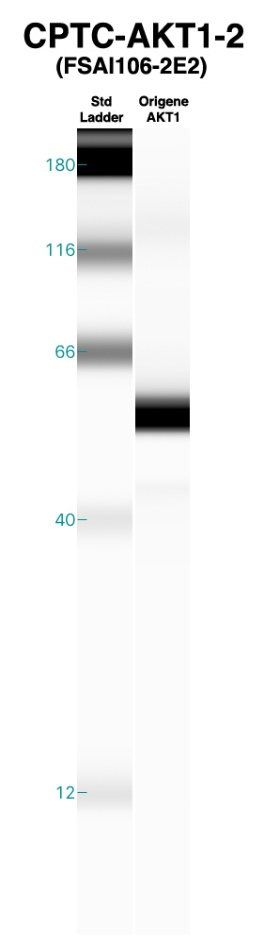 CPTC-AKT1-2
(FSAI106-2E2)
Std Origene
Ladder AKT1
180
116
66
40
12